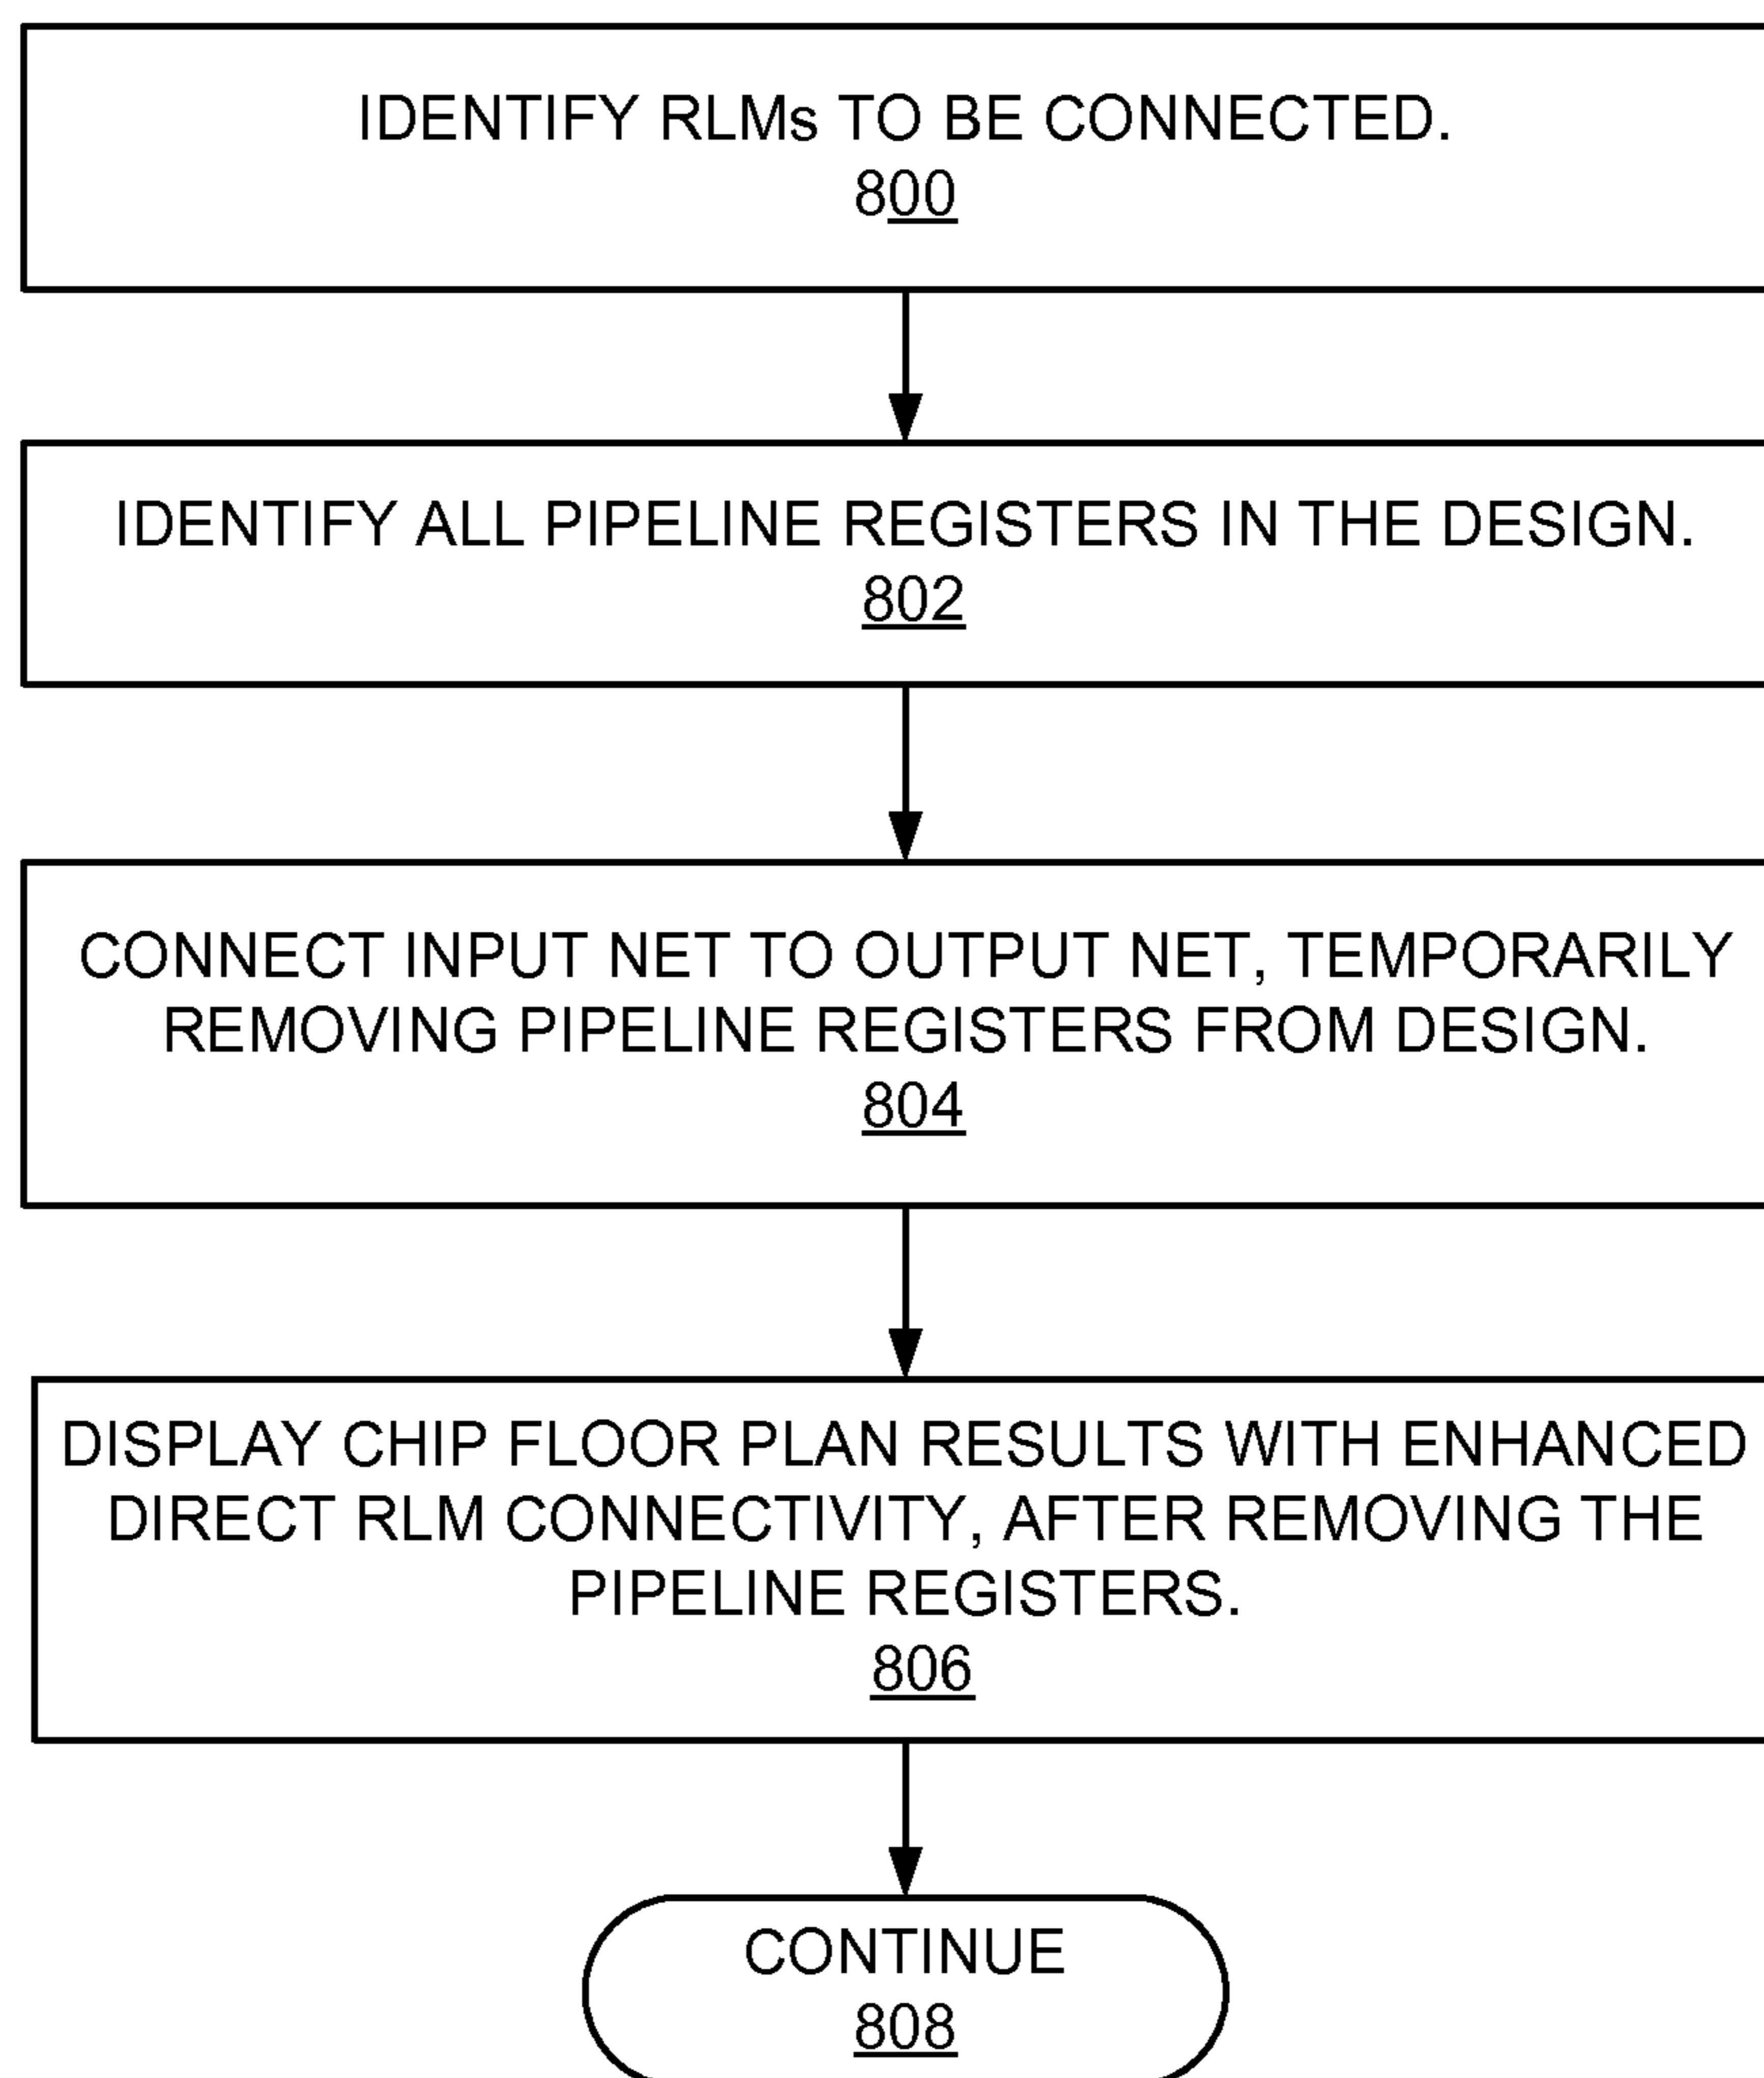 IDENTIFY RLMs TO BE CONNECTED.
800
IDENTIFY ALL PIPELINE REGISTERS IN THE DESIGN.
802
CONNECT INPUT NET TO OUTPUT NET, TEMPORARILY
REMOVING PIPELINE REGISTERS FROM DESIGN.
804
DISPLAY CHIP FLOOR PLAN RESULTS WITH ENHANCED
DIRECT RLM CONNECTIVITY, AFTER REMOVING THE
PIPELINE REGISTERS.
806
CONTINUE
808